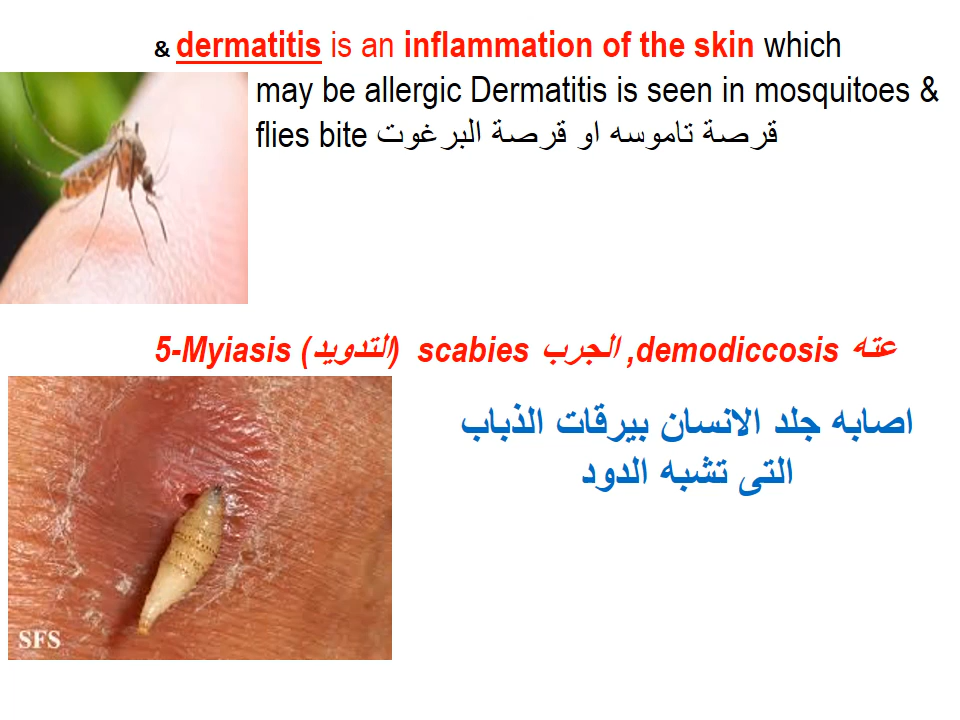 & dermatitis is an inflammation of the skin which
may be allergic Dermatitis is seen in mosquitoes &
flies bite قرصة ناموسه او قرصة البرغوت
5-Myiasis (التدويد) scabies الجرب ,demodiccosis عته
اصابه جلد الانسان بيرقات الذباب
التى تشبه الدود
SFS